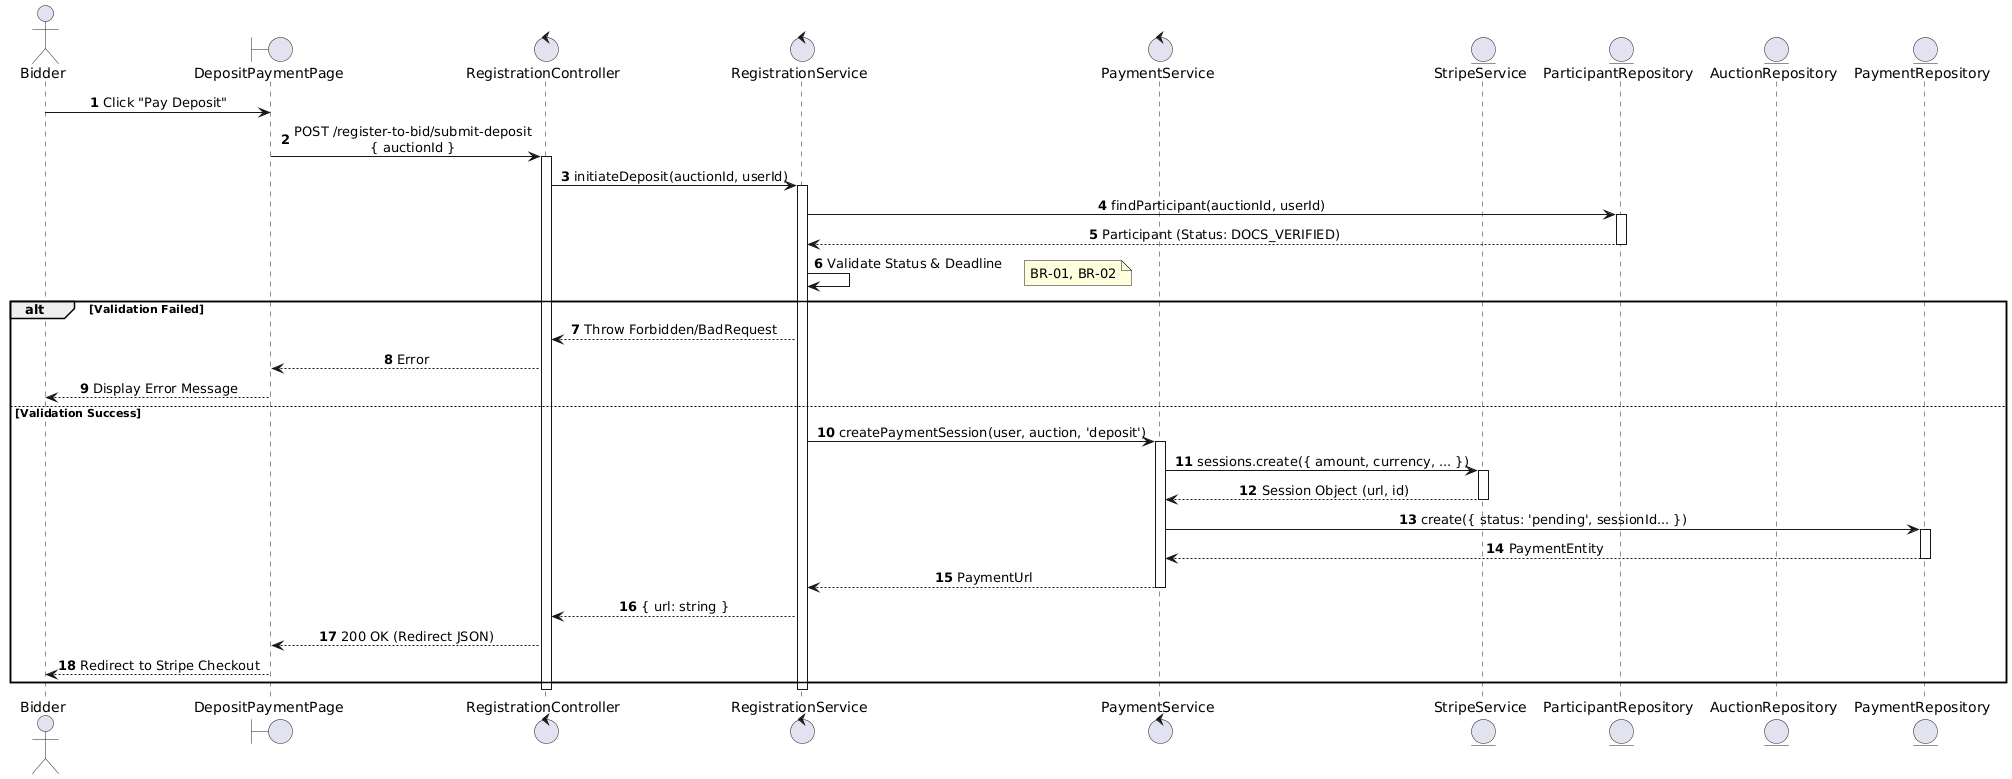 Bidder
DepositPaymentPage
RegistrationController
RegistrationService
PaymentService
StripeService
ParticipantRepository
AuctionRepository
PaymentRepository
1 Click "Pay Deposit"
2 POST /register-to-bid/submit-deposit
{ auctionId }
3 initiateDeposit(auctionId, userId)
4 findParticipant(auctionId, userId)
5 Participant (Status: DOCS_VERIFIED)
6 Validate Status & Deadline
BR-01, BR-02
alt [Validation Failed]
7 Throw Forbidden/BadRequest
8 Error
9 Display Error Message
[Validation Success]
10 createPaymentSession(user, auction, 'deposit')
11 sessions.create({ amount, currency, ... })
12 Session Object (url, id)
13 create({ status: 'pending', sessionId... })
14 PaymentEntity
15 PaymentUrl
16 { url: string }
17 200 OK (Redirect JSON)
18 Redirect to Stripe Checkout
Bidder
DepositPaymentPage
RegistrationController
RegistrationService
PaymentService
StripeService
ParticipantRepository
AuctionRepository
PaymentRepository